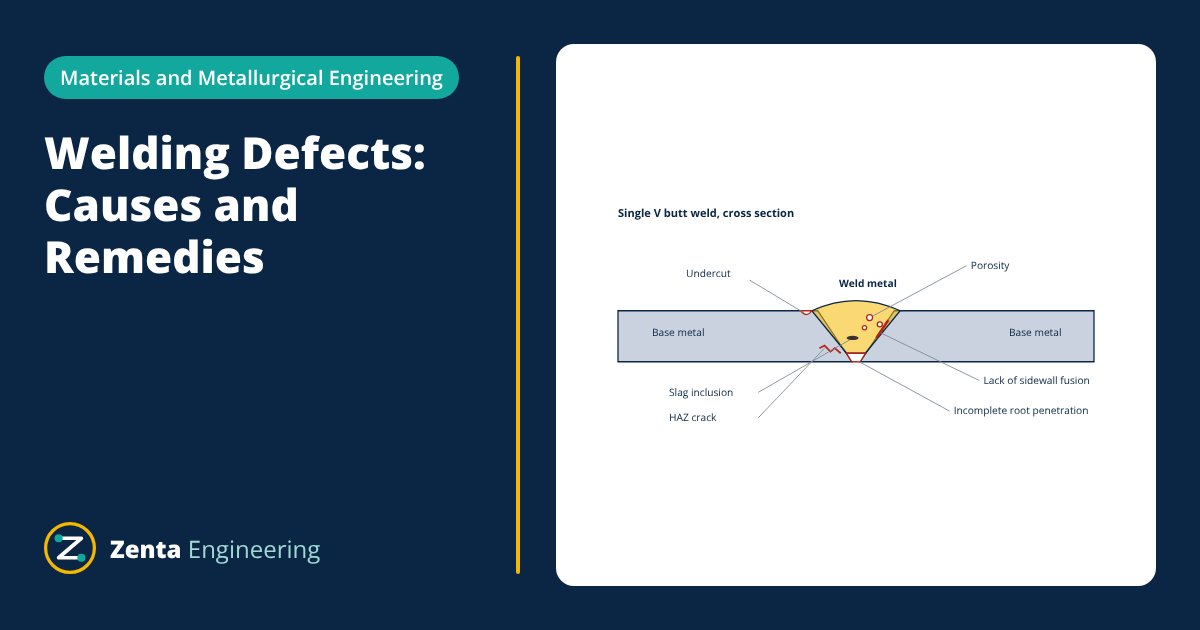 Materials and Metallurgical Engineering
Welding Defects:
Causes and
Remedies
Zenta Engineering
Single V butt weld, cross section
Undercut
Weld metal
Porosity
Base metal
Base metal
Slag inclusion
HAZ crack
Lack of sidewall fusion
Incomplete root penetration